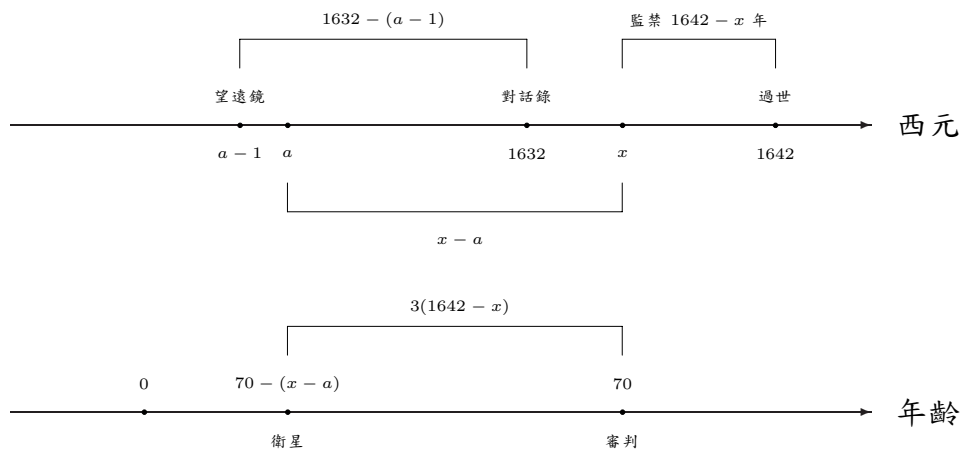 1632 − (a − 1)
監禁 1642 − x 年
望遠鏡
對話錄
過世
西元
a − 1
a
1632
x
1642
x − a
3(1642 − x)
0
70 − (x − a)
70
年齡
衛星
審判